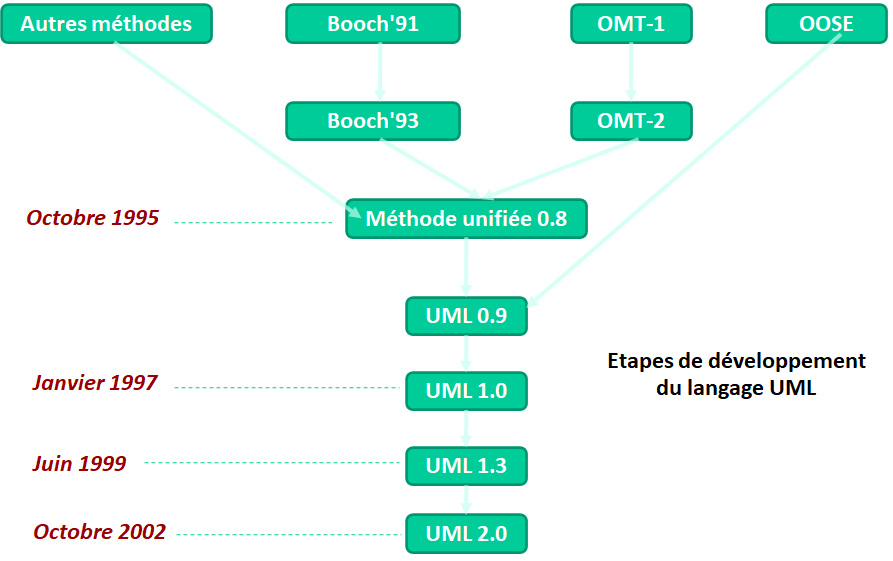 Autres méthodes
Booch'91
OMT-1
OOSE
Booch'93
OMT-2
Octobre 1995
Méthode unifiée 0.8
UML 0.9
Etapes de développement
du langage UML
Janvier 1997
UML 1.0
Juin 1999
UML 1.3
Octobre 2002
UML 2.0